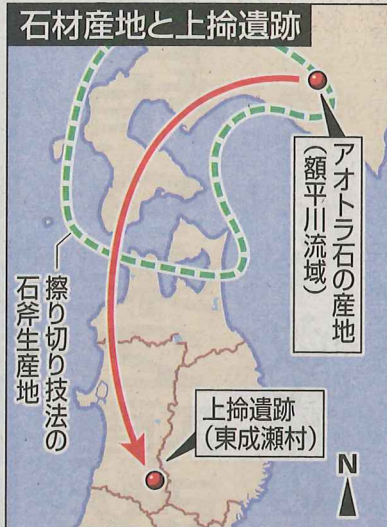 石材産地と上掵遺跡
アオトラ石の産地
（額平川流域）
擦り切り技法の
石斧生産地
上掵遺跡
（東成瀬村）
N